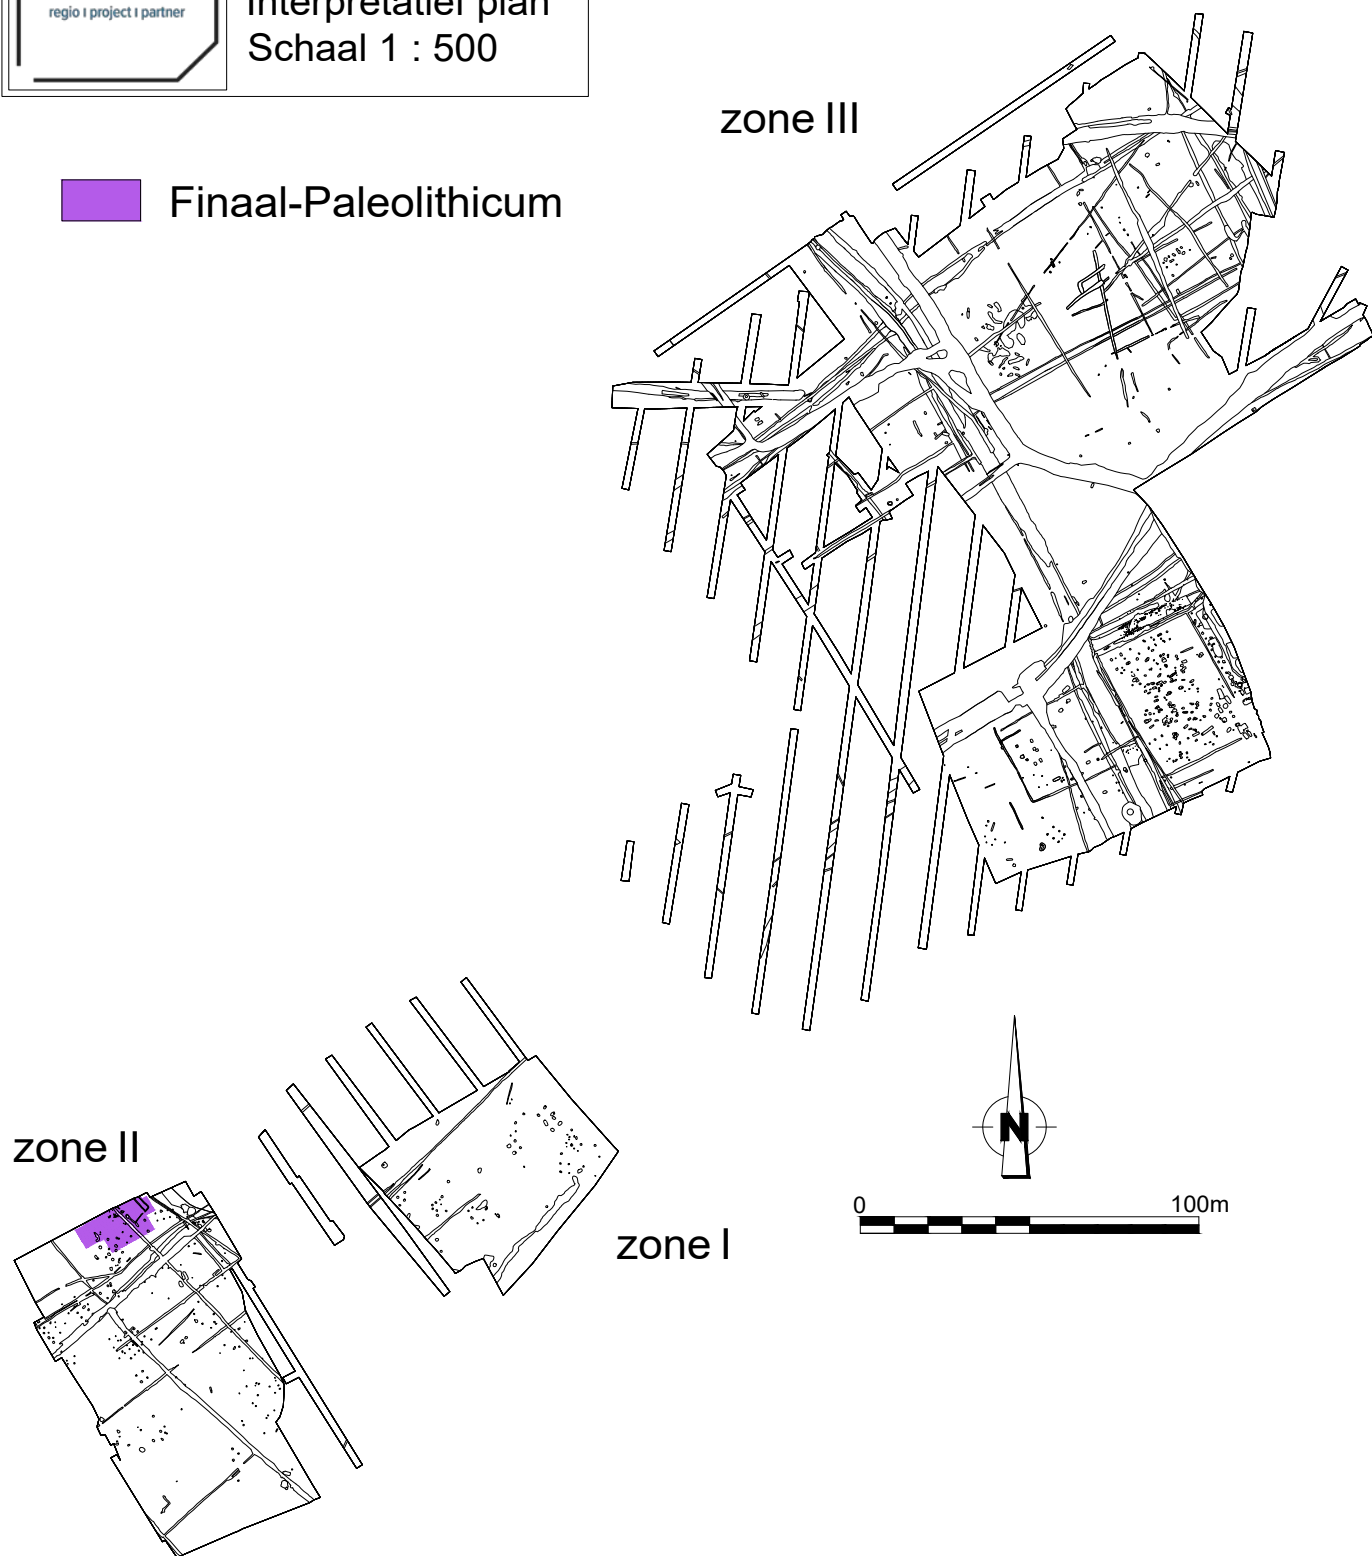 regio I project I partner
Interpretatief plan
Schaal 1 : 500
zone III
Finaal-Paleolithicum
zone II
N
0 100m
zone I